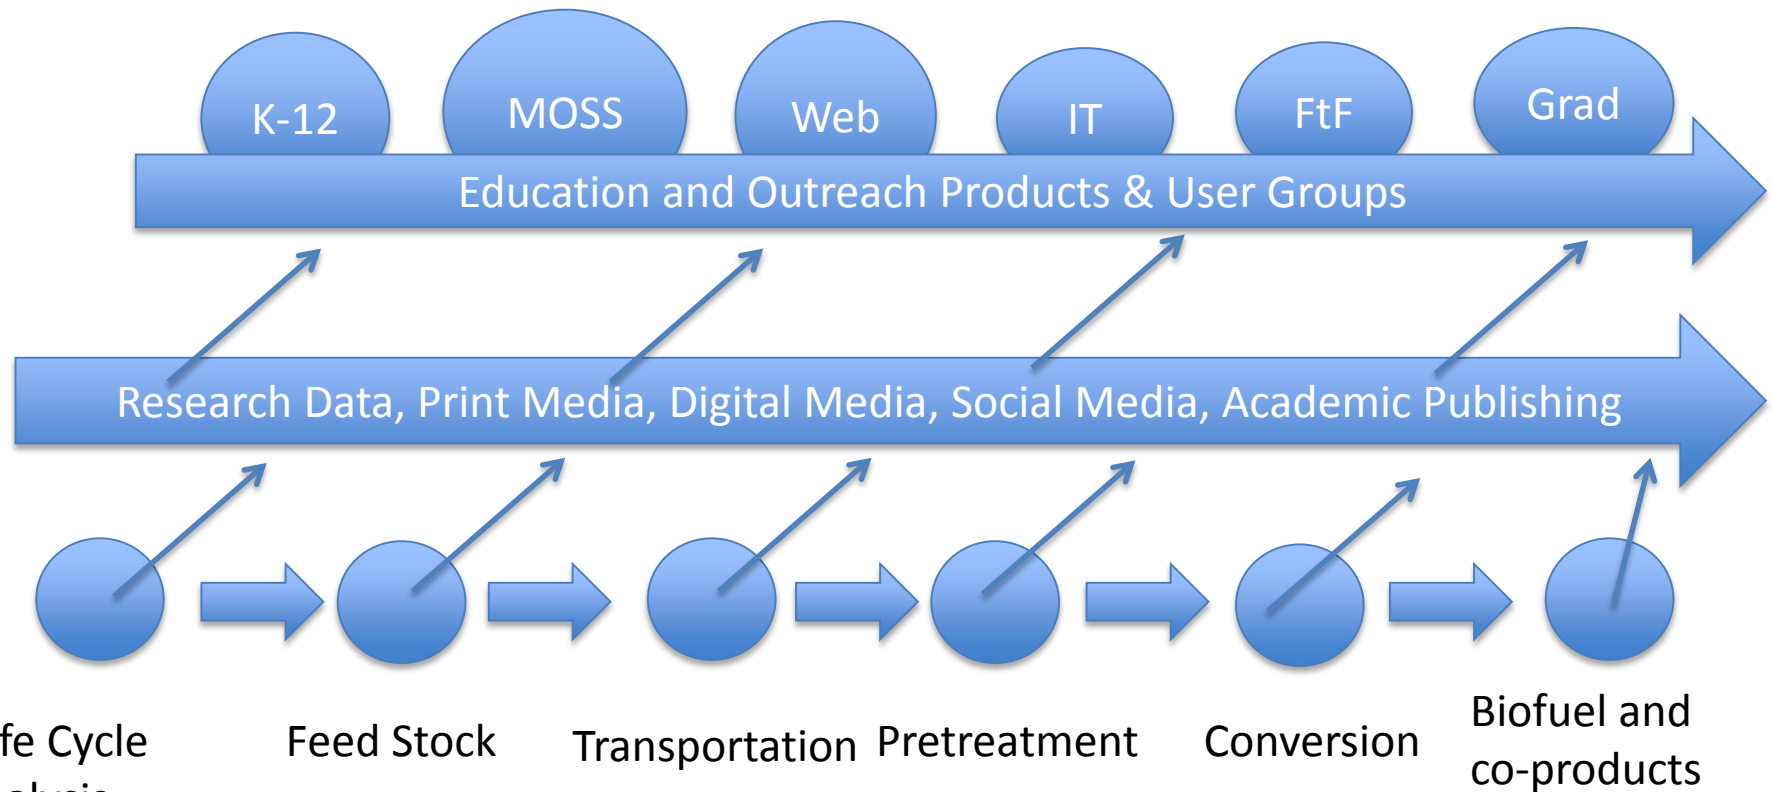 K-12
MOSS
Web
IT
FtF
Grad
Education and Outreach Products & User Groups
Research Data, Print Media, Digital Media, Social Media, Academic Publishing
Cycle
Feed Stock
Transportation
Pretreatment
Conversion
Biofuel and
co-products